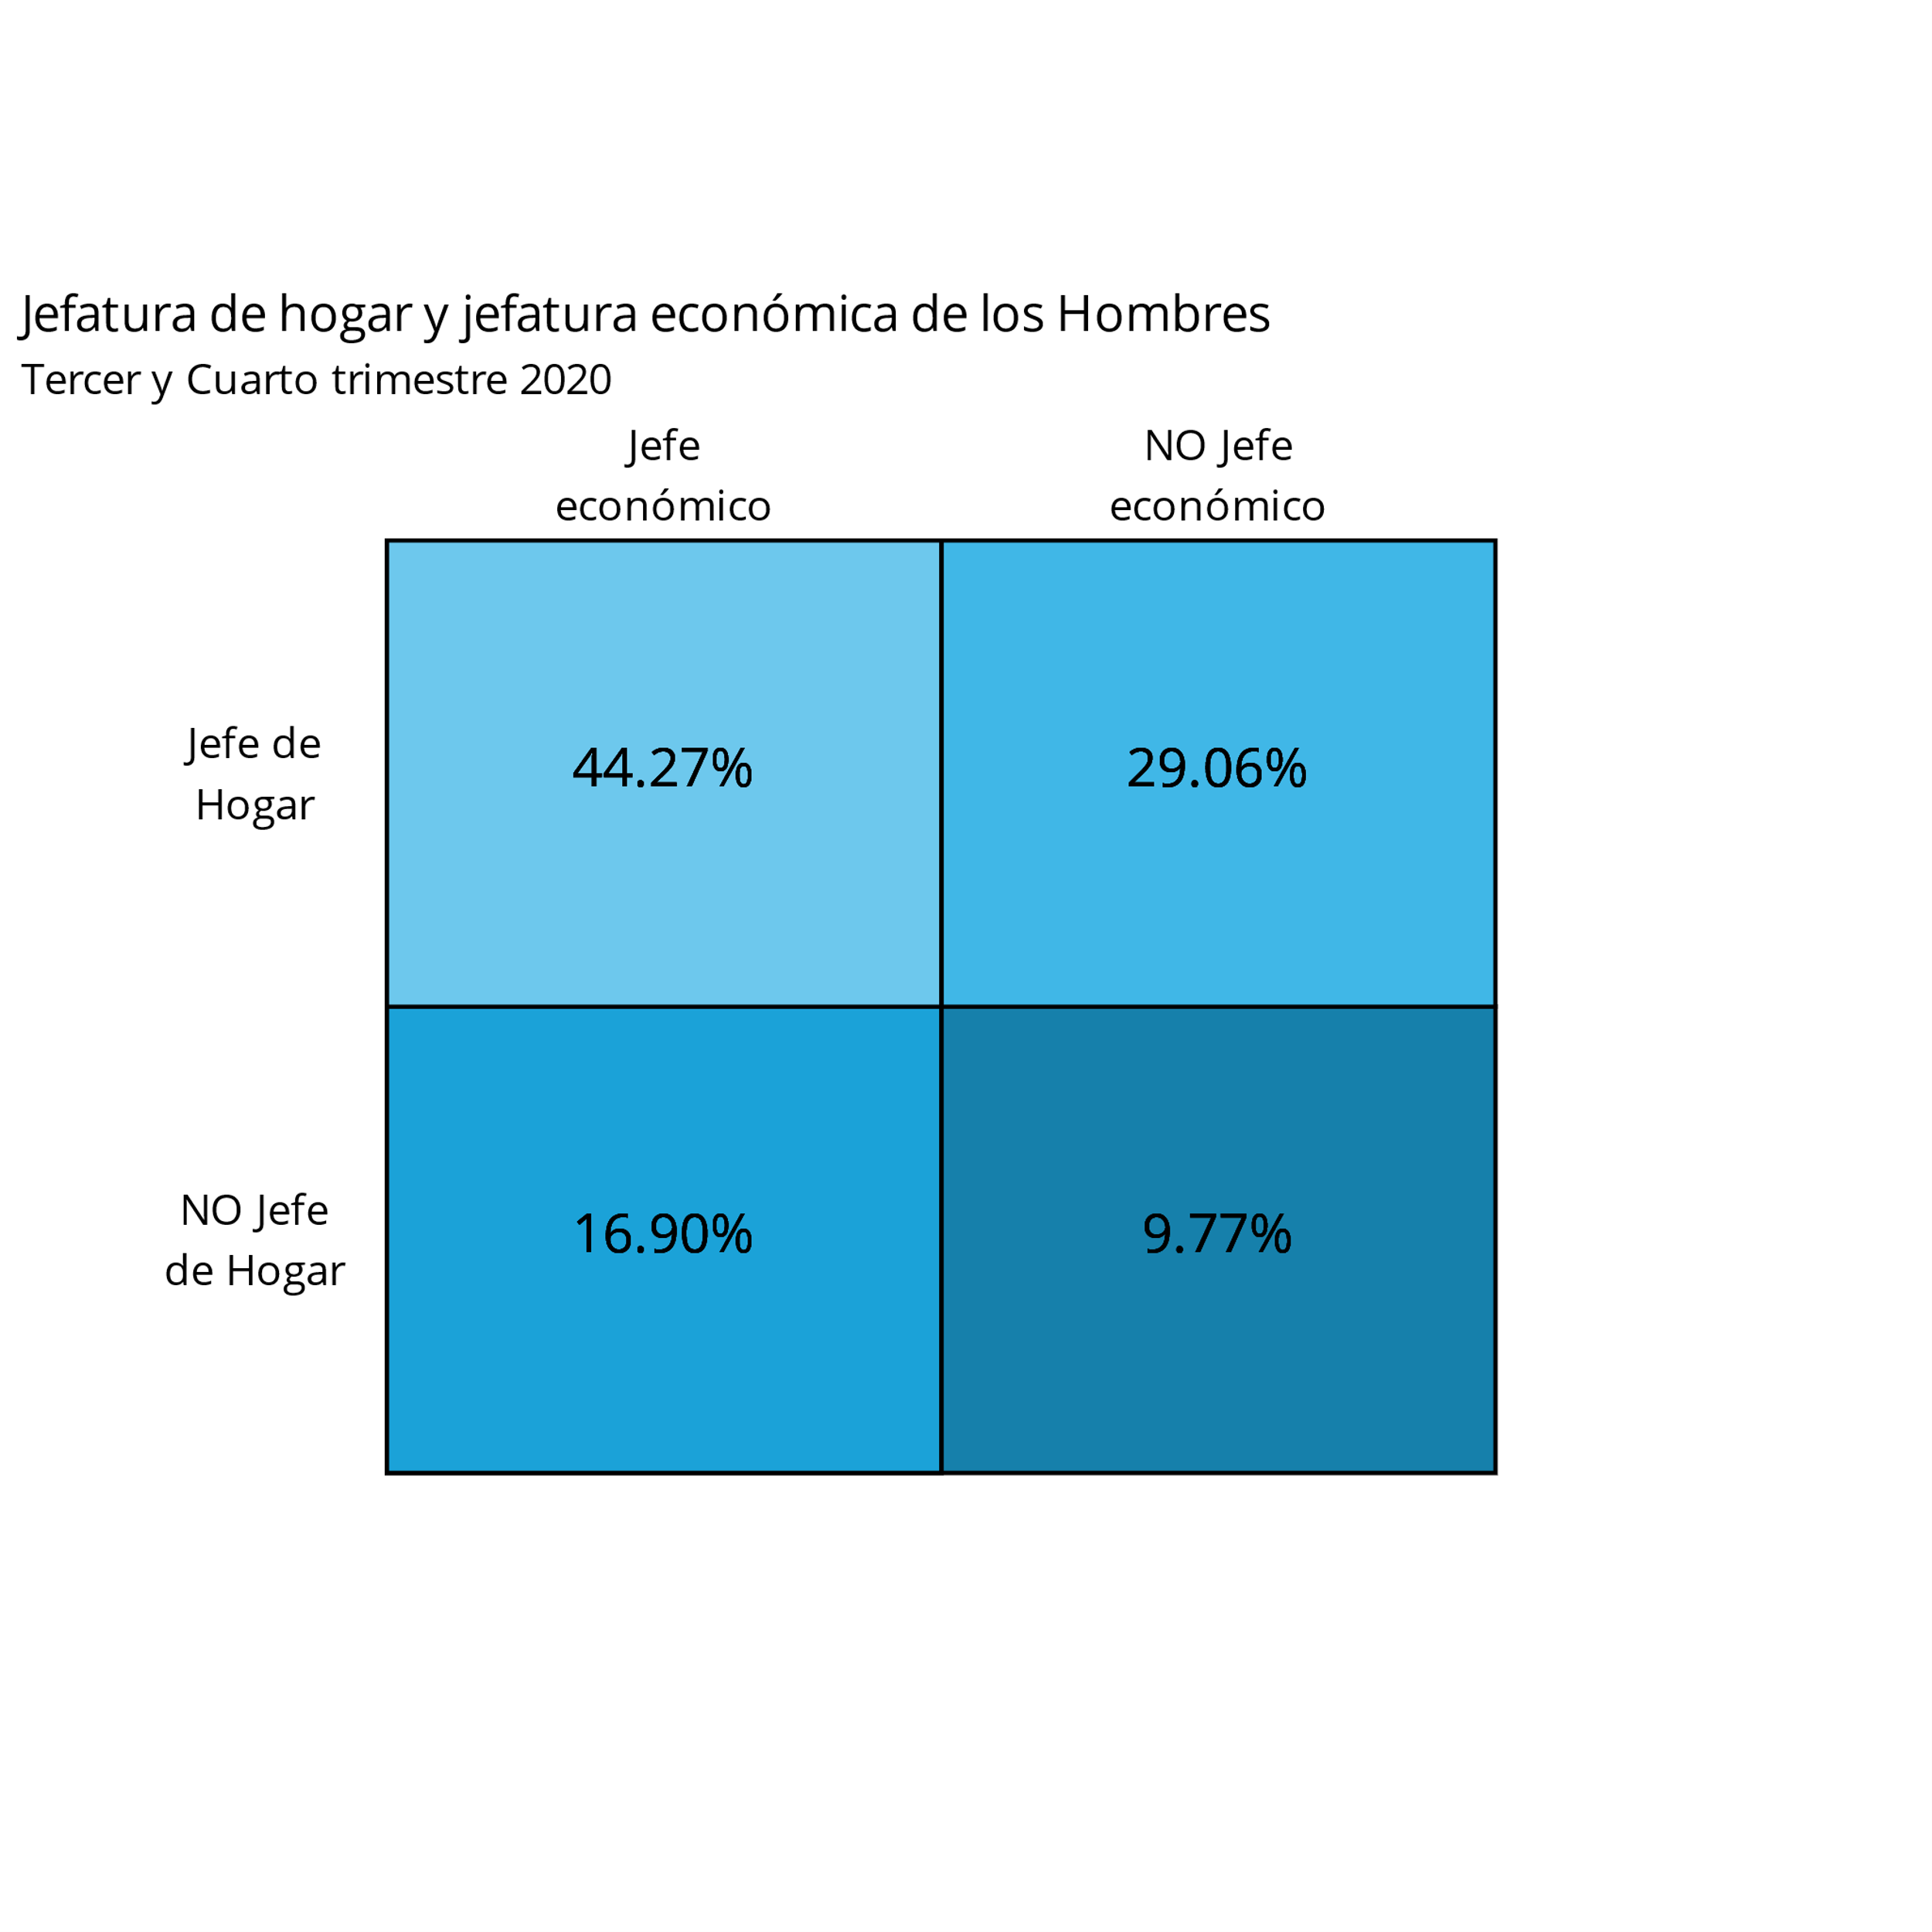 Jefatura de hogar y jefatura económica de los Hombres
Tercer y Cuarto trimestre 2020
Jefe
económico
NO Jefe
económico
Jefe de
Hogar
44.27%
29.06%
NO Jefe
de Hogar
16.90%
9.77%